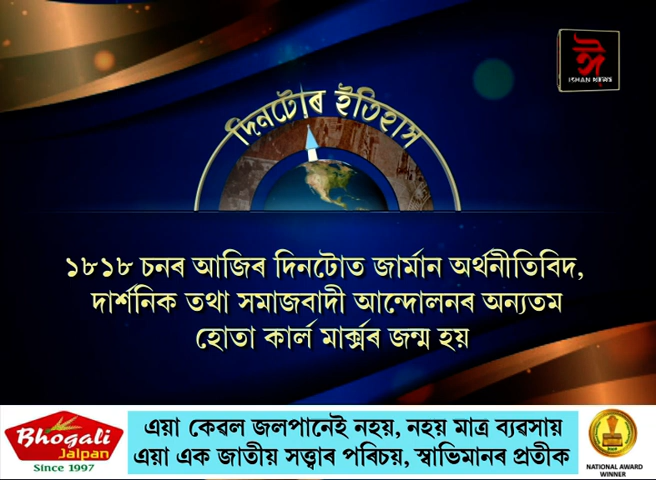 ঈ
ISHAN NEWS
দিনটোৰ ইতিহাস
১৮১৮ চনৰ আজিৰ দিনটোত জাৰ্মান অৰ্থনীতিবিদ,
দাৰ্শনিক তথা সমাজবাদী আন্দোলনৰ অন্যতম
হোতা কাৰ্ল মাৰ্ক্সৰ জন্ম হয়
Bhogali
Jalpan
Since 1997
এয়া কেৱল জলপানেই নহয়, নহয় মাত্ৰ ব্যৱসায়
এয়া এক জাতীয় সত্ত্বাৰ পৰিচয়, স্বাভিমানৰ প্ৰতীক
NATIONAL AWARD
WINNER